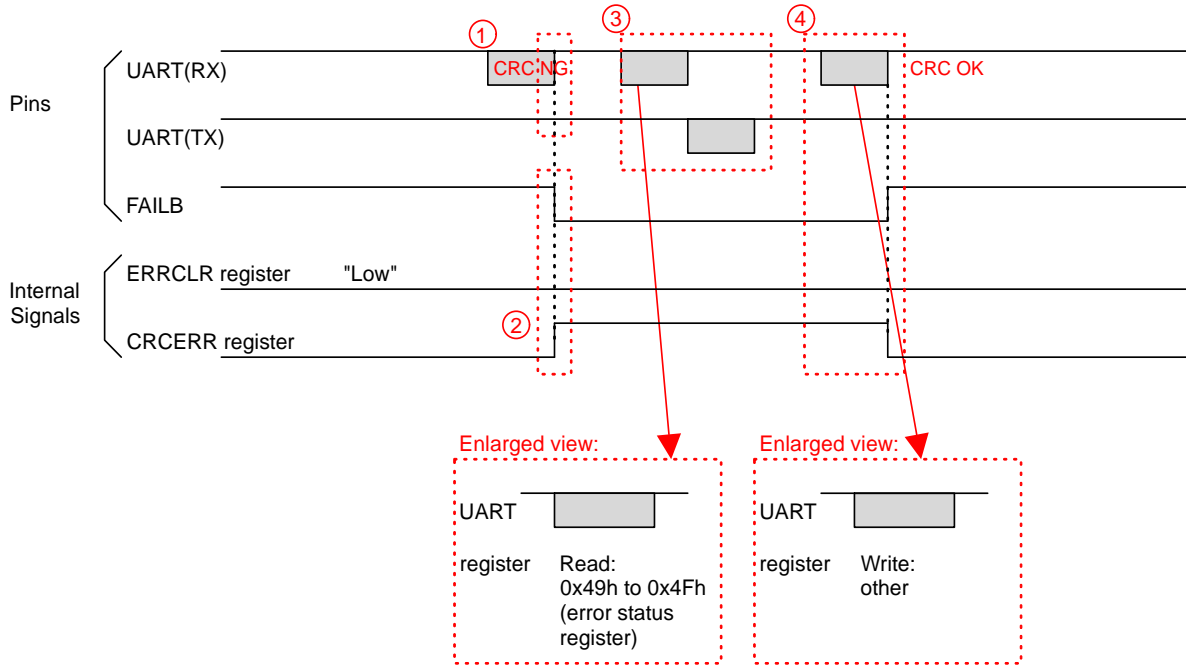 ① ③ ④
UART(RX) CRC NG CRC OK
Pins
UART(TX)
FAILB
ERRCLR register "Low"
Internal
Signals
②
CRCERR register
Enlarged view: Enlarged view:
UART UART
register Read: register Write:
0x49h to 0x4Fh other
(error status
register)